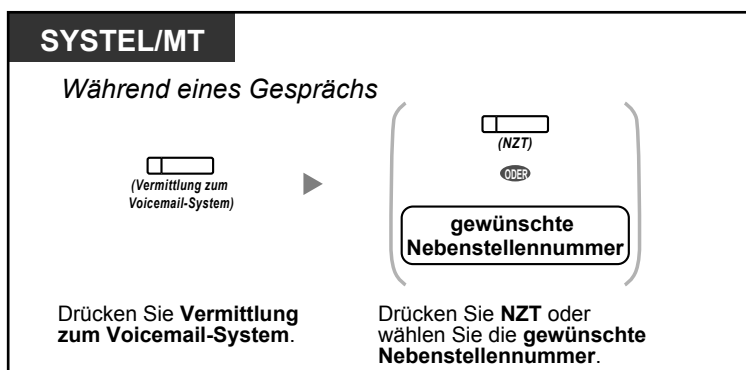 SYSTEL/MT
Während eines Gesprächs
(Vermittlung zum
Voicemail-System)
(NZT)
ODER
gewünschte
Nebenstellennummer
Drücken Sie Vermittlung
zum Voicemail-System.
Drücken Sie NZT oder
wählen Sie die gewünschte
Nebenstellennummer.